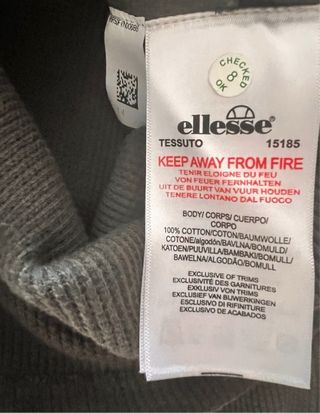 CHECKED
8
OK
ellesse
TESSUTO 15185
KEEP AWAY FROM FIRE
TENIR ELOIGNE DU FEU
VON FEUER FERNHALTEN
UIT DE BUURT VAN VUUR HOUDEN
TENERE LONTANO DAL FUOCO
BODY/ CORPS/ CUERPO/
CORPO
100% COTTON/COTON/BAUMWOLLE/
COTONE/algodón/BAVLNA/BOMULD/
KATOEN/PUUVILLA/BAMBAKI/BOMULL/
BAWELNA/ALGODÃO/BOMULL
EXCLUSIVE OF TRIMS
EXCLUSIVITÉ DES GARNITURES
EXKLUSIV VON TRIMS
EXCLUSIEF VAN BIJWERKINGEN
ESCLUSIVO DI RIFINITURE
EXCLUSIVO DE ACABADOS